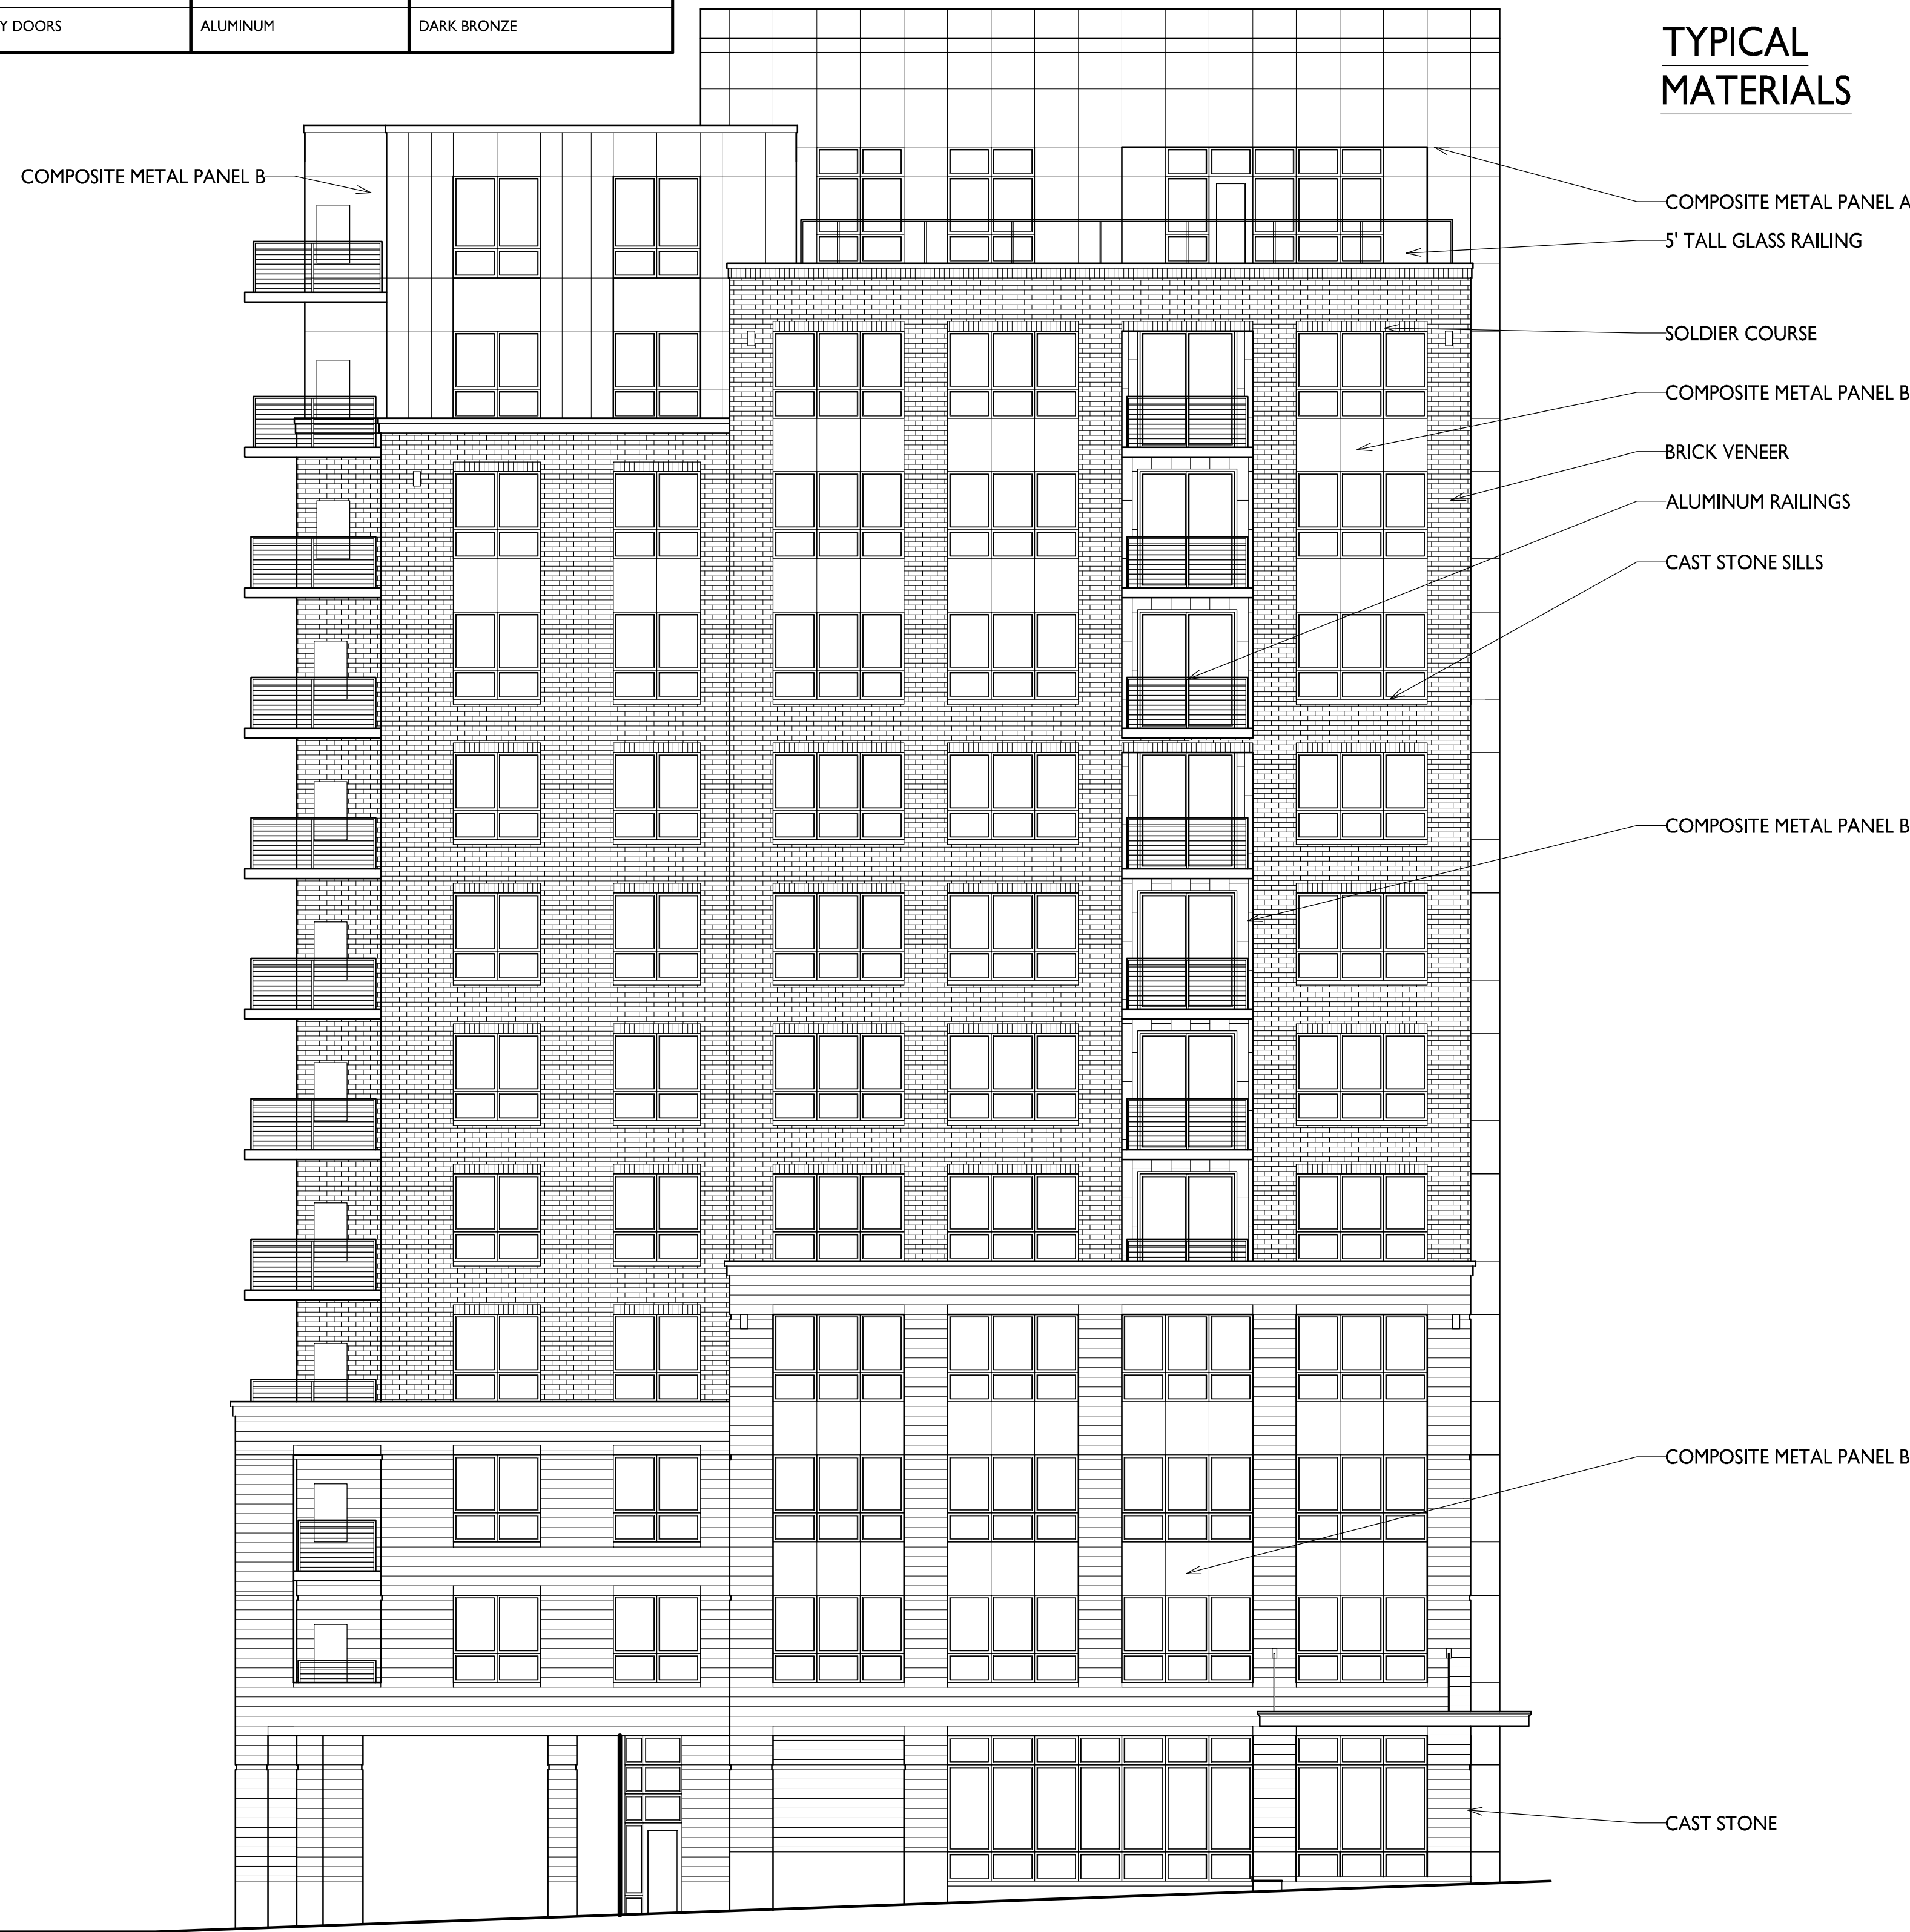 Y DOORS
ALUMINUM
DARK BRONZE
TYPICAL
MATERIALS
COMPOSITE METAL PANEL B
COMPOSITE METAL PANEL A
5' TALL GLASS RAILING
SOLDIER COURSE
COMPOSITE METAL PANEL B
BRICK VENEER
ALUMINUM RAILINGS
CAST STONE SILLS
COMPOSITE METAL PANEL B
COMPOSITE METAL PANEL B
CAST STONE